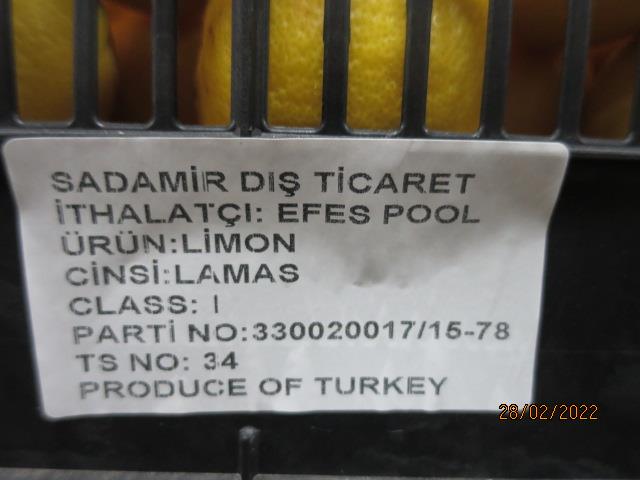 SADAMİR DIŞ TİCARET
İTHALATÇI: EFES POOL
ÜRÜN:LİMON
CİNSİ:LAMAS
CLASS: I
PARTİ NO:330020017/15-78
TS NO: 34
PRODUCE OF TURKEY
28/02/2022